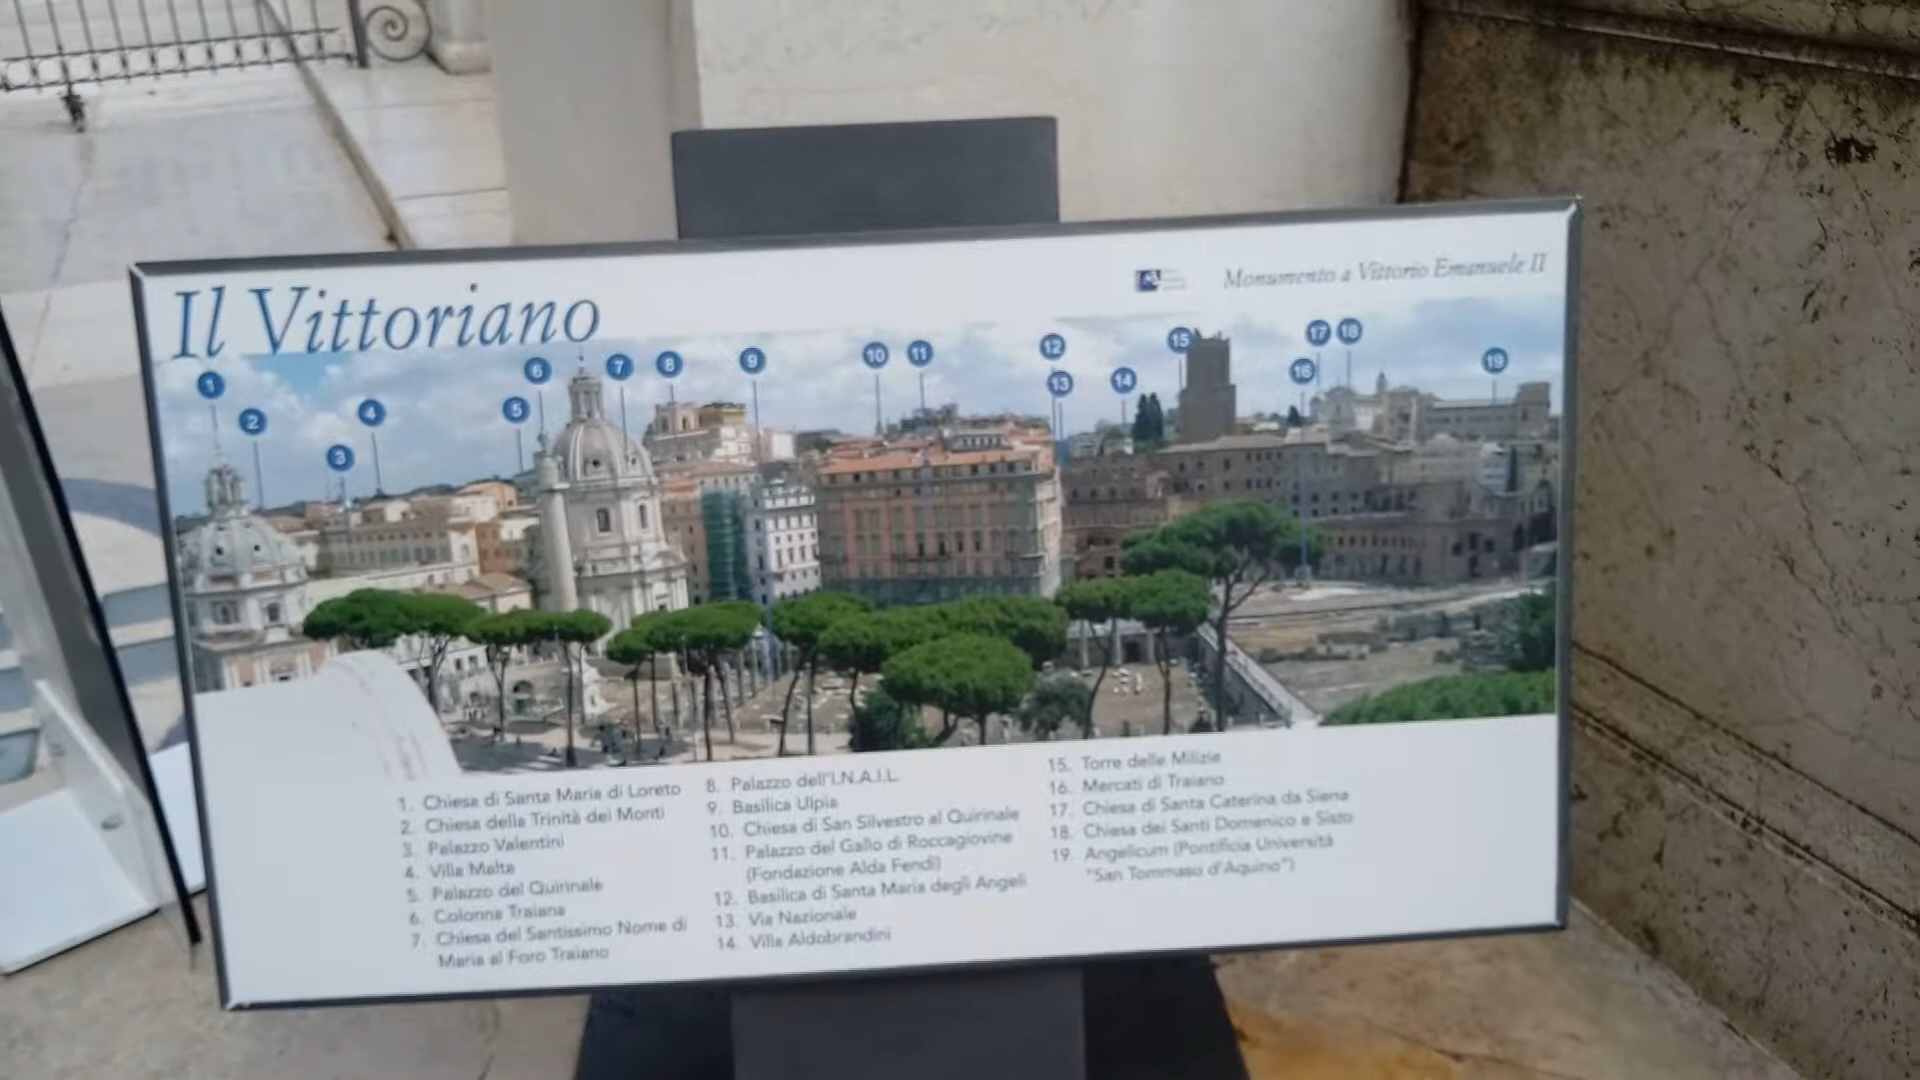 Il Vittoriano
Monumento a Vittorio Emanuele II
1
2
3
4
5
6
7
8
9
10
11
12
13
14
15
16
17
18
19
1. Chiesa di Santa Maria di Loreto
2. Chiesa della Trinità dei Monti
3. Palazzo Valentini
4. Villa Malta
5. Palazzo del Quirinale
6. Colonna Traiana
7. Chiesa del Santissimo Nome di
Maria al Foro Traiano
8. Palazzo dell'I.N.A.I.L.
9. Basilica Ulpia
10. Chiesa di San Silvestro al Quirinale
11. Palazzo del Gallo di Roccagiovine
(Fondazione Alda Fendi)
12. Basilica di Santa Maria degli Angeli
13. Via Nazionale
14. Villa Aldobrandini
15. Torre delle Milizie
16. Mercati di Traiano
17. Chiesa di Santa Caterina da Siena
18. Chiesa dei Santi Domenico e Sisto
19. Angelicum (Pontificia Università
"San Tommaso d'Aquino")